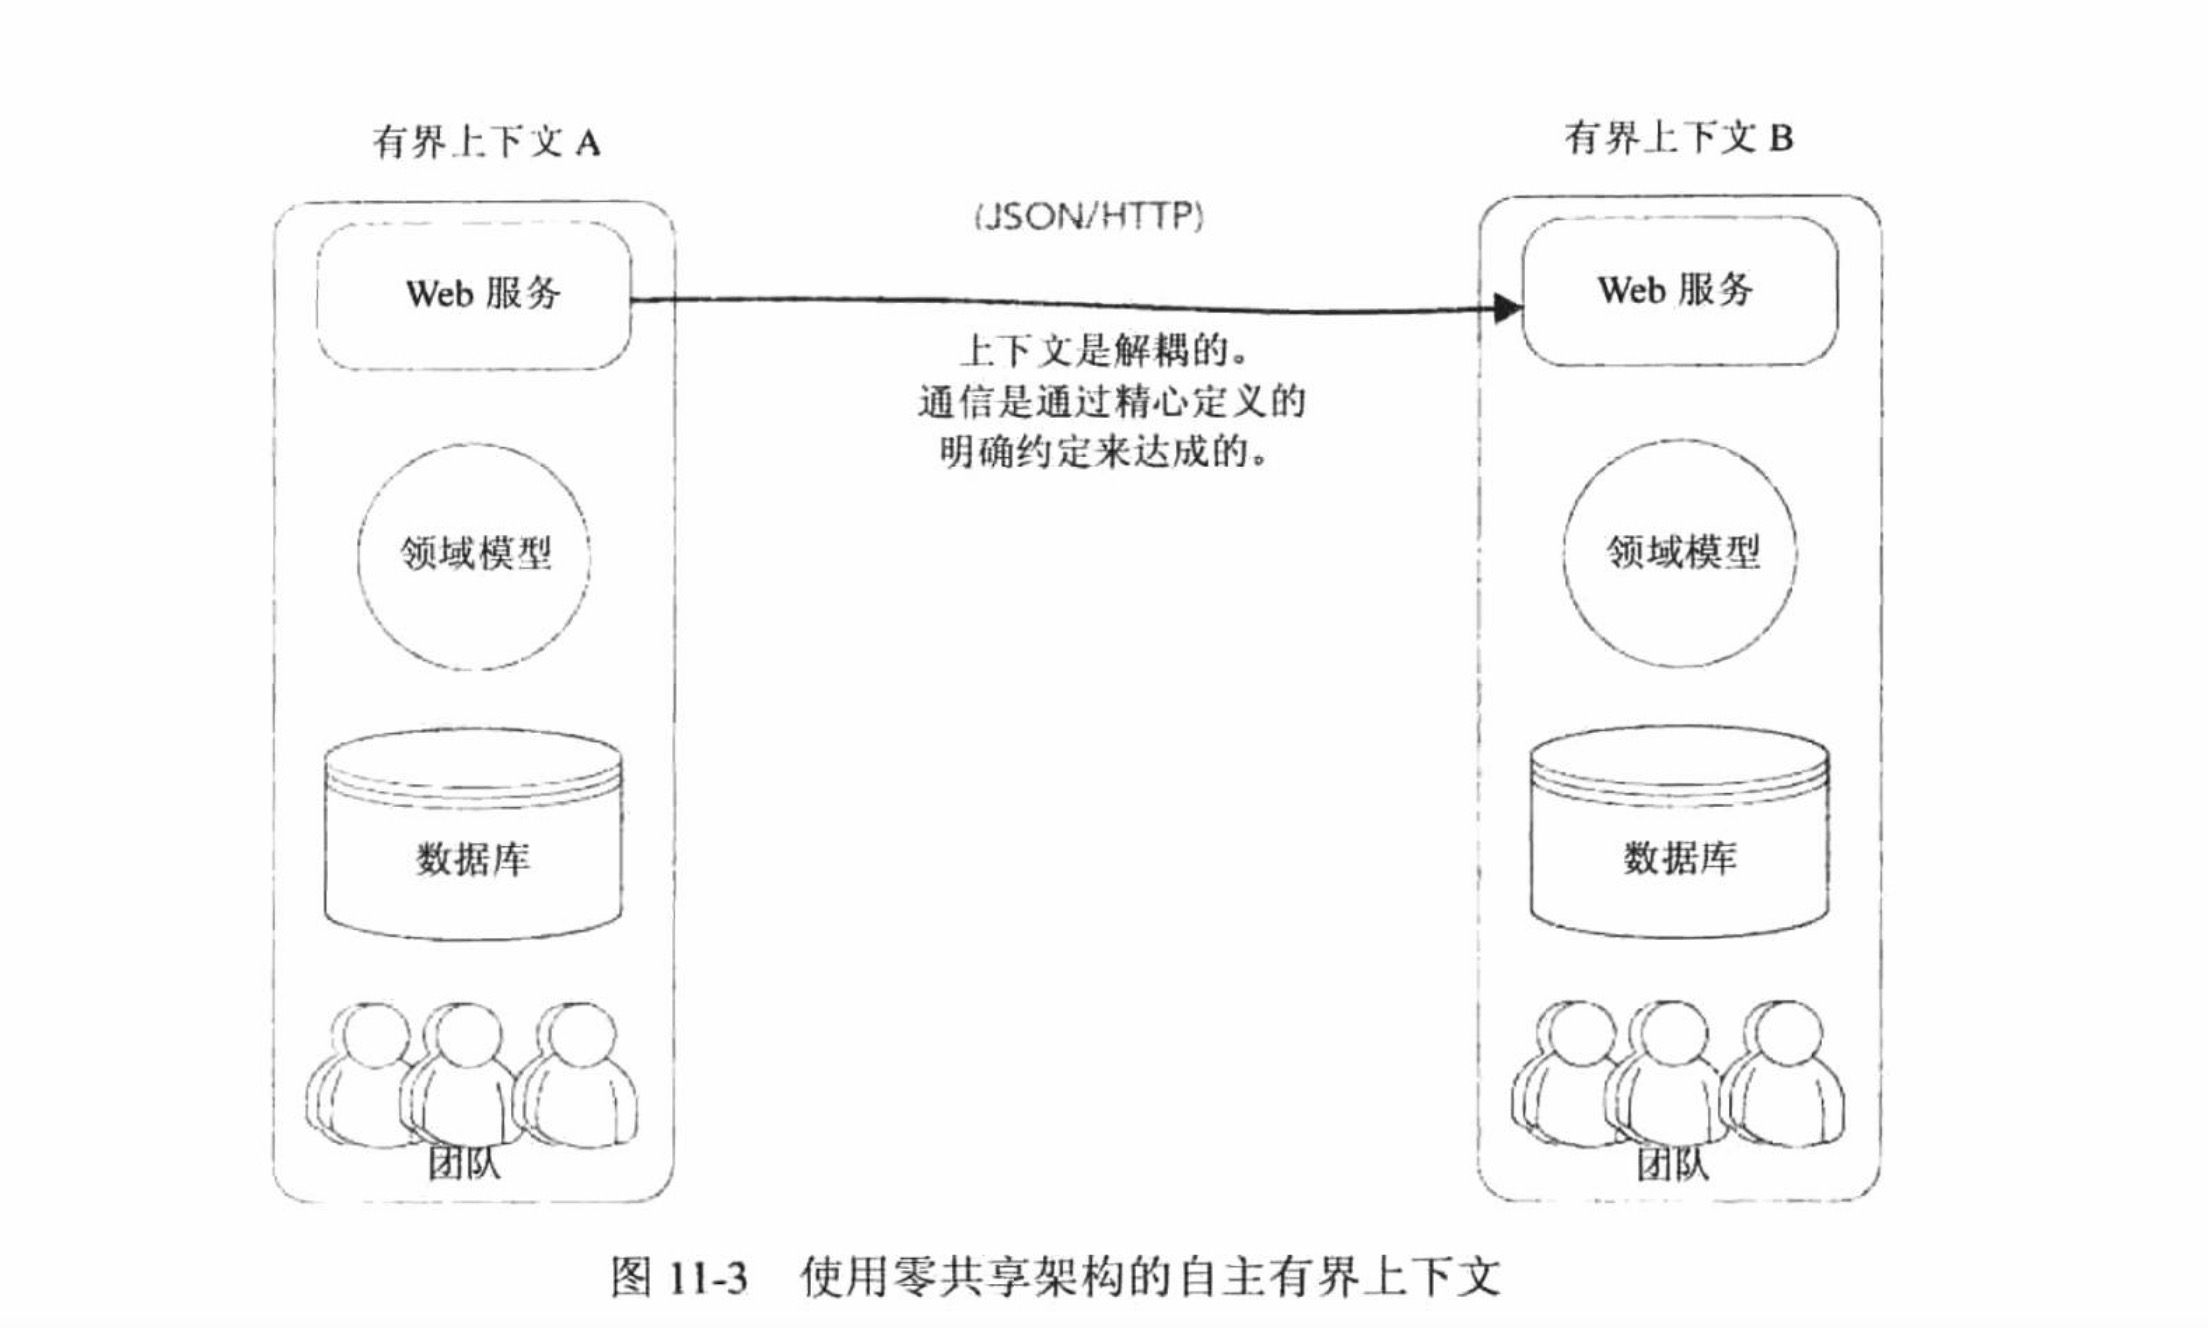 有界上下文 A
有界上下文 B
(JSON/HTTP)
Web 服务
Web 服务
上下文是解耦的。
通信是通过精心定义的
明确约定来达成的。
领域模型
领域模型
数据库
数据库
团队
团队
图 11-3 使用零共享架构的自主有界上下文